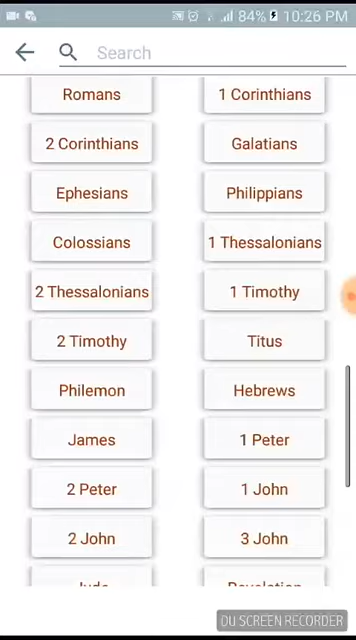 84% 10:26 PM
Search
Romans 1 Corinthians
2 Corinthians Galatians
Ephesians Philippians
Colossians 1 Thessalonians
2 Thessalonians 1 Timothy
2 Timothy Titus
Philemon Hebrews
James 1 Peter
2 Peter 1 John
2 John 3 John
Jude Revelation
DU SCREEN RECORDER